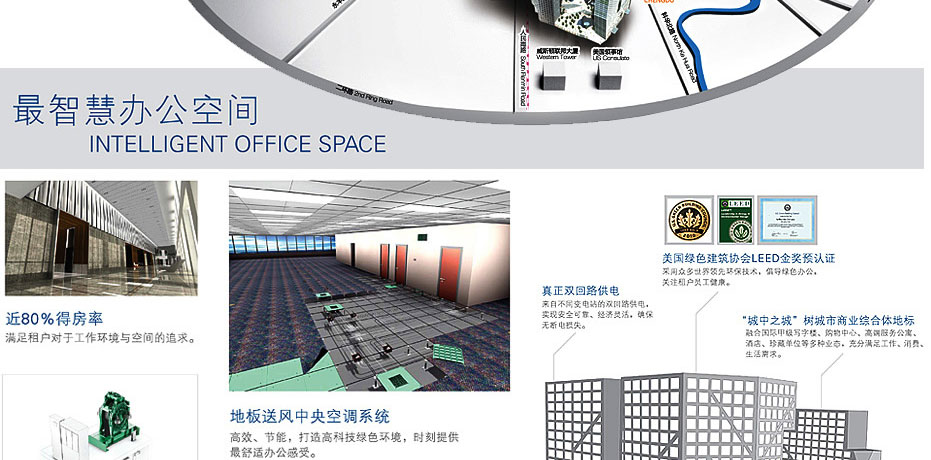 CHENGDU
科华北路 North Ke Hua Road
人民南路 South Renmin Road
威斯顿联邦大厦
Western Tower
美国领事馆
US Consulate
二环路 2nd Ring Road
最智慧办公空间
INTELLIGENT OFFICE SPACE
近80%得房率
满足租户对于工作环境与空间的追求。
地板送风中央空调系统
高效、节能,打造高科技绿色环境,时刻提供
最舒适办公感受。
LEED
美国绿色建筑协会LEED金奖预认证
采用众多世界领先环保技术,倡导绿色办公,
关注租户员工健康。
真正双回路供电
来自不同变电站的双回路供电,
实现安全可靠、经济灵活,确保
无断电损失。
“城中之城”树城市商业综合体地标
融合国际甲级写字楼、购物中心、高端服务公寓、
酒店、珍藏单位等多种业态,充分满足工作、消费、
生活需求。